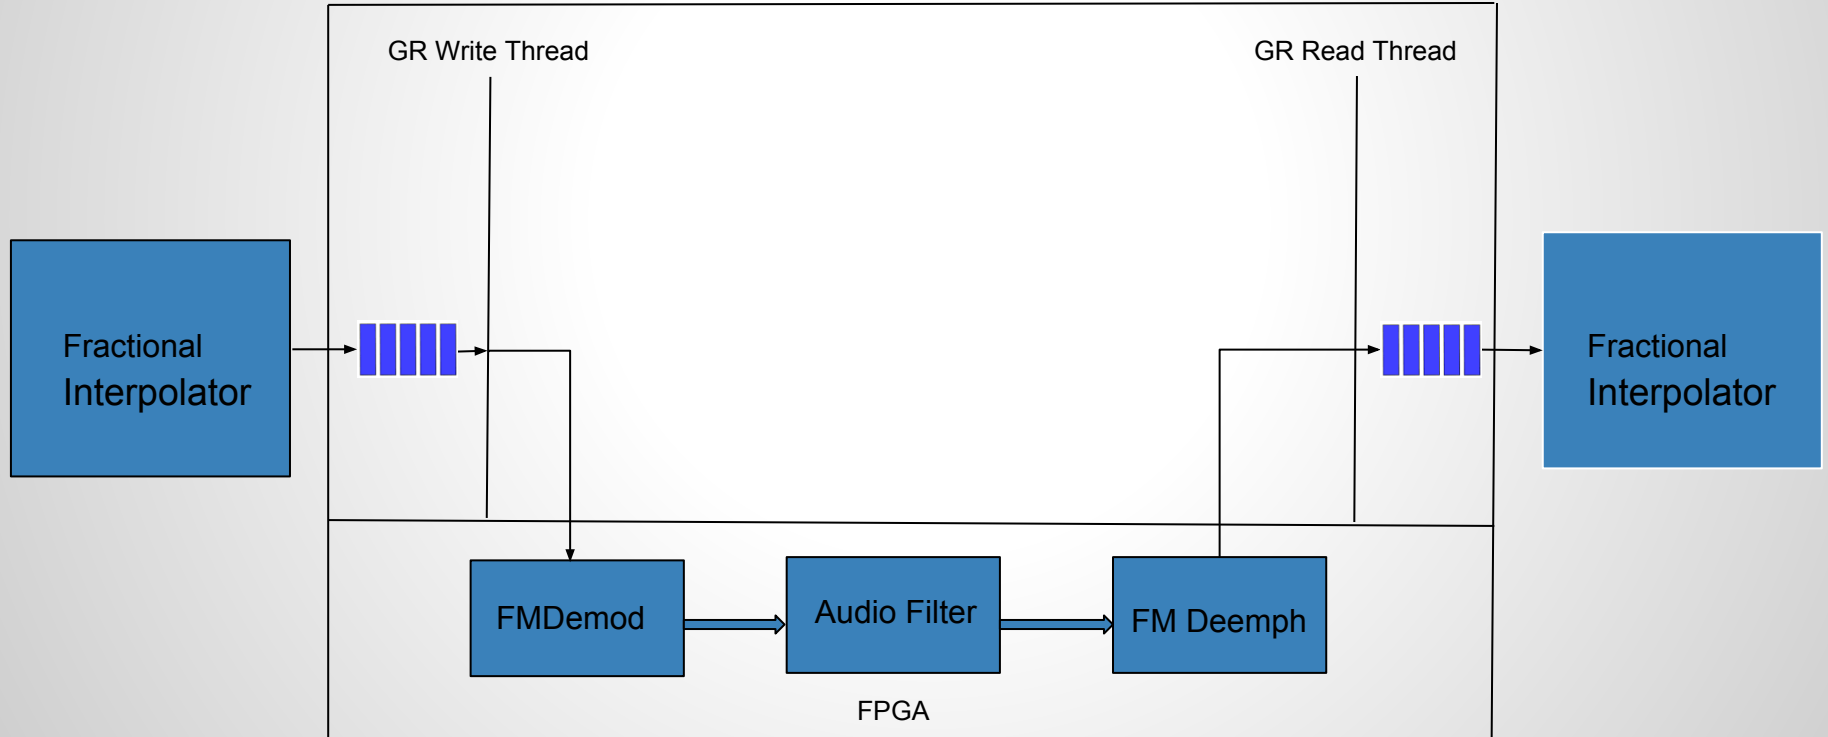 GR Write Thread
GR Read Thread
Fractional
Interpolator
Fractional
Interpolator
FMDemod
Audio Filter
FM Deemph
FPGA